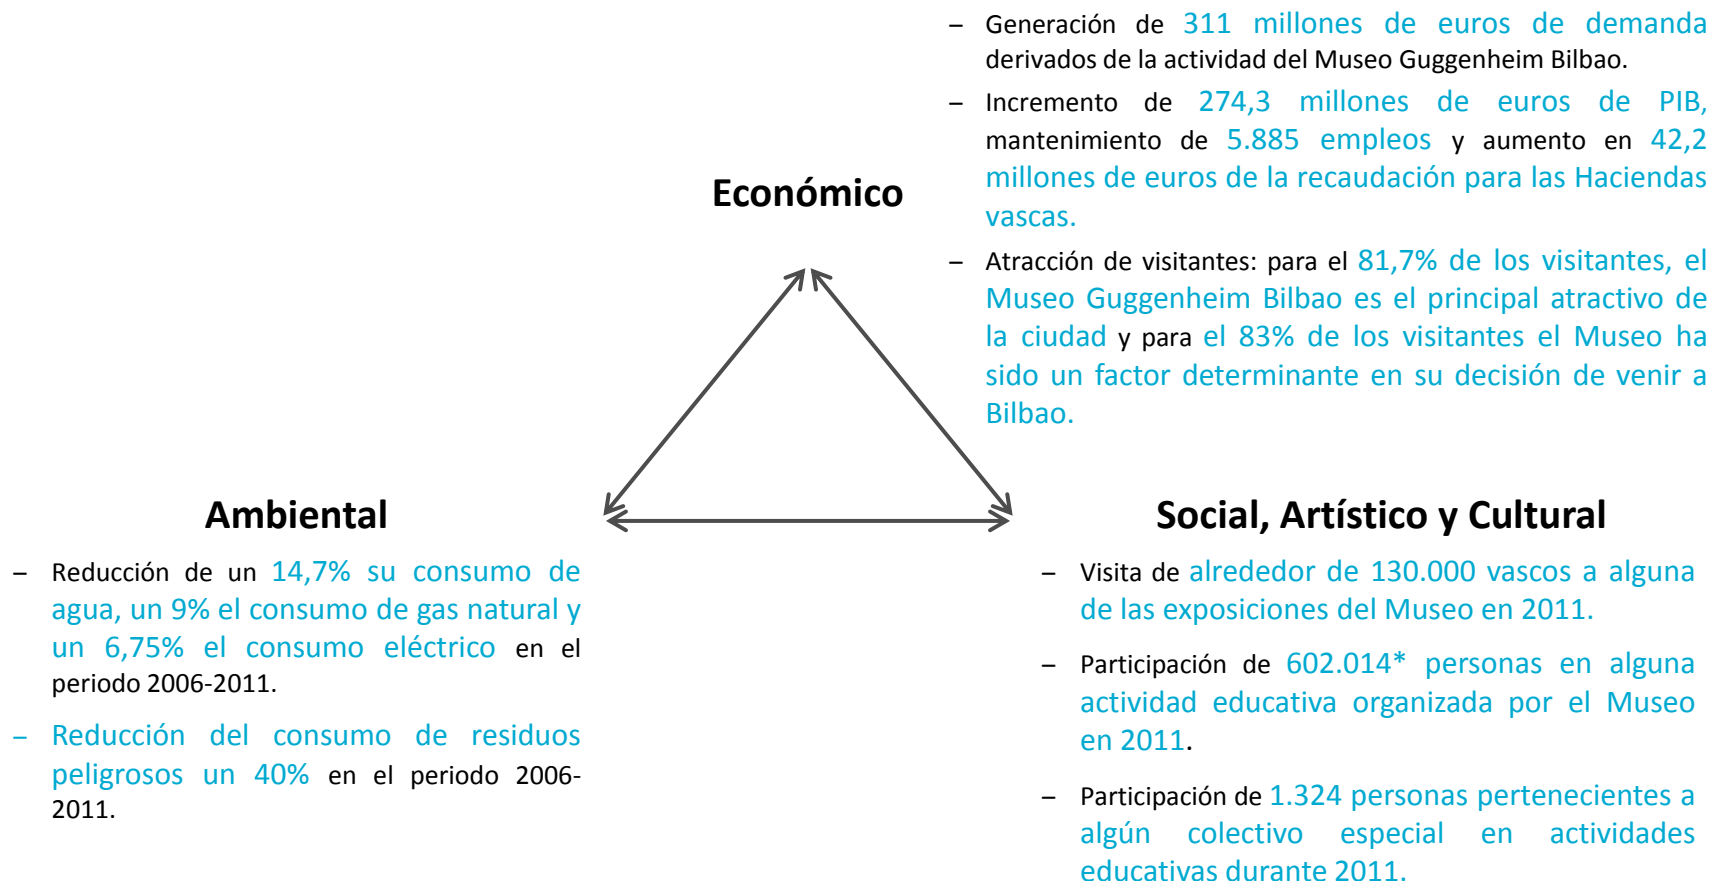 – Generación de 311 millones de euros de demanda
derivados de la actividad del Museo Guggenheim Bilbao.
– Incremento de 274,3 millones de euros de PIB,
mantenimiento de 5.885 empleos y aumento en 42,2
millones de euros de la recaudación para las Haciendas
vascas.
– Atracción de visitantes: para el 81,7% de los visitantes, el
Museo Guggenheim Bilbao es el principal atractivo de
la ciudad y para el 83% de los visitantes el Museo ha
sido un factor determinante en su decisión de venir a
Bilbao.
Económico
Ambiental
– Reducción de un 14,7% su consumo de
agua, un 9% el consumo de gas natural y
un 6,75% el consumo eléctrico en el
periodo 2006-2011.
– Reducción del consumo de residuos
peligrosos un 40% en el periodo 2006-
2011.
Social, Artístico y Cultural
– Visita de alrededor de 130.000 vascos a alguna
de las exposiciones del Museo en 2011.
– Participación de 602.014* personas en alguna
actividad educativa organizada por el Museo
en 2011.
– Participación de 1.324 personas pertenecientes a
algún colectivo especial en actividades
educativas durante 2011.